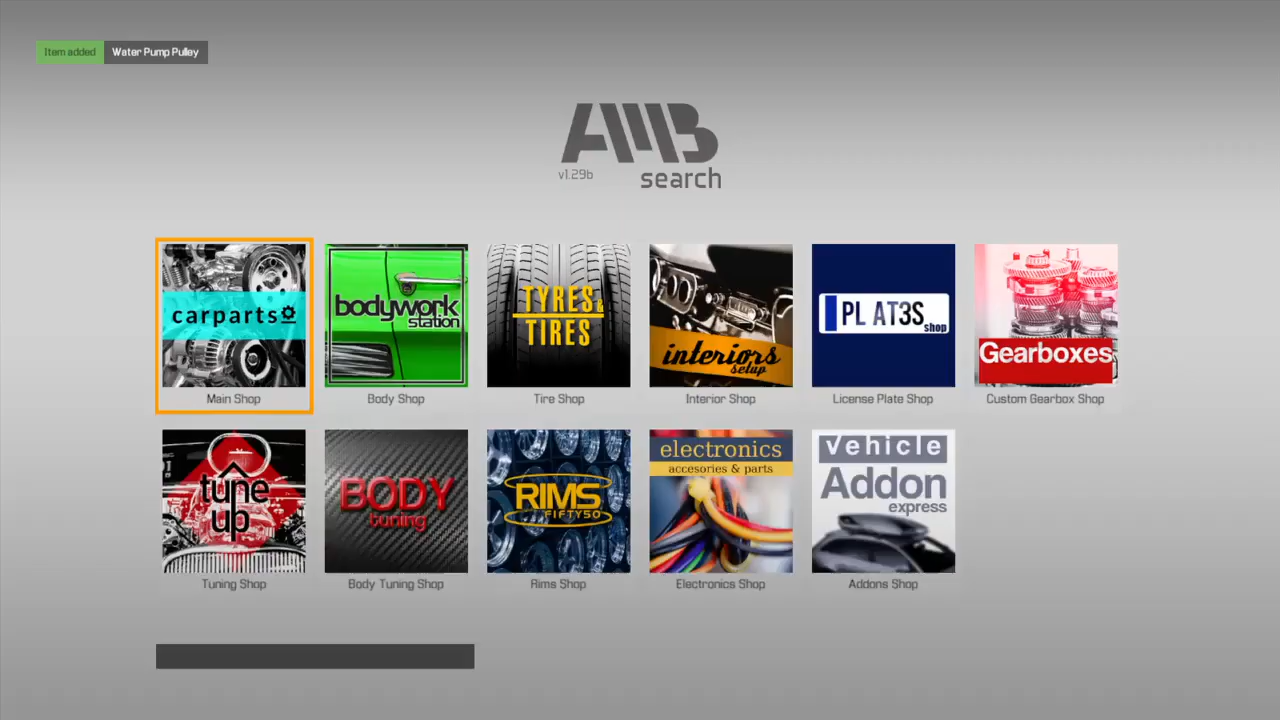 Item added Water Pump Pulley
AMB
v1.29b search
carparts
bodywork
station
TYRES&
TIRES
interiors
setup
PL AT3S
shop
Gearboxes
Main Shop Body Shop Tire Shop Interior Shop License Plate Shop Custom Gearbox Shop
tune
up
BODY
tuning
RIMS
FIFTY50
electronics
accesories & parts
vehicle
Addon
express
Tuning Shop Body Tuning Shop Rims Shop Electronics Shop Addons Shop